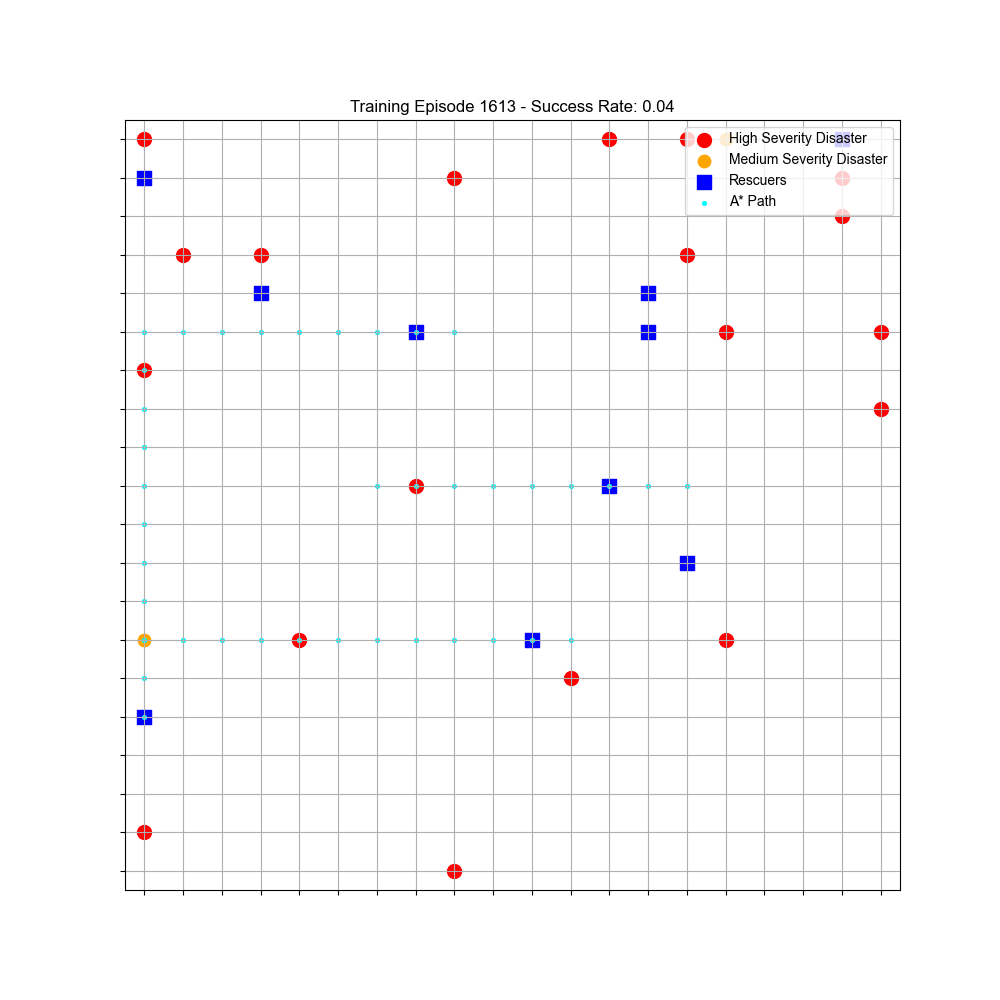 Training Episode 1613 - Success Rate: 0.04
High Severity Disaster
Medium Severity Disaster
Rescuers
A* Path